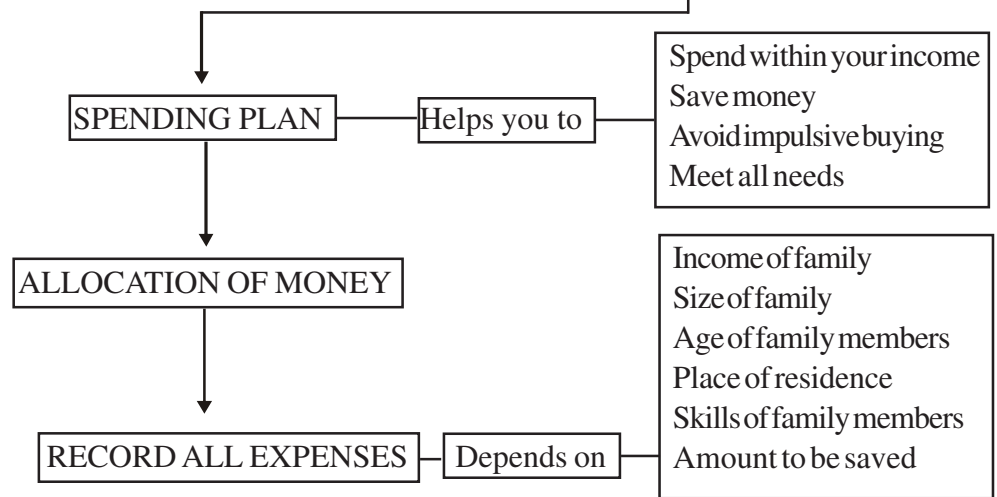 SPENDING PLAN
Helps you to
Spend within your income
Save money
Avoid impulsive buying
Meet all needs
ALLOCATION OF MONEY
RECORD ALL EXPENSES
Depends on
Income of family
Size of family
Age of family members
Place of residence
Skills of family members
Amount to be saved